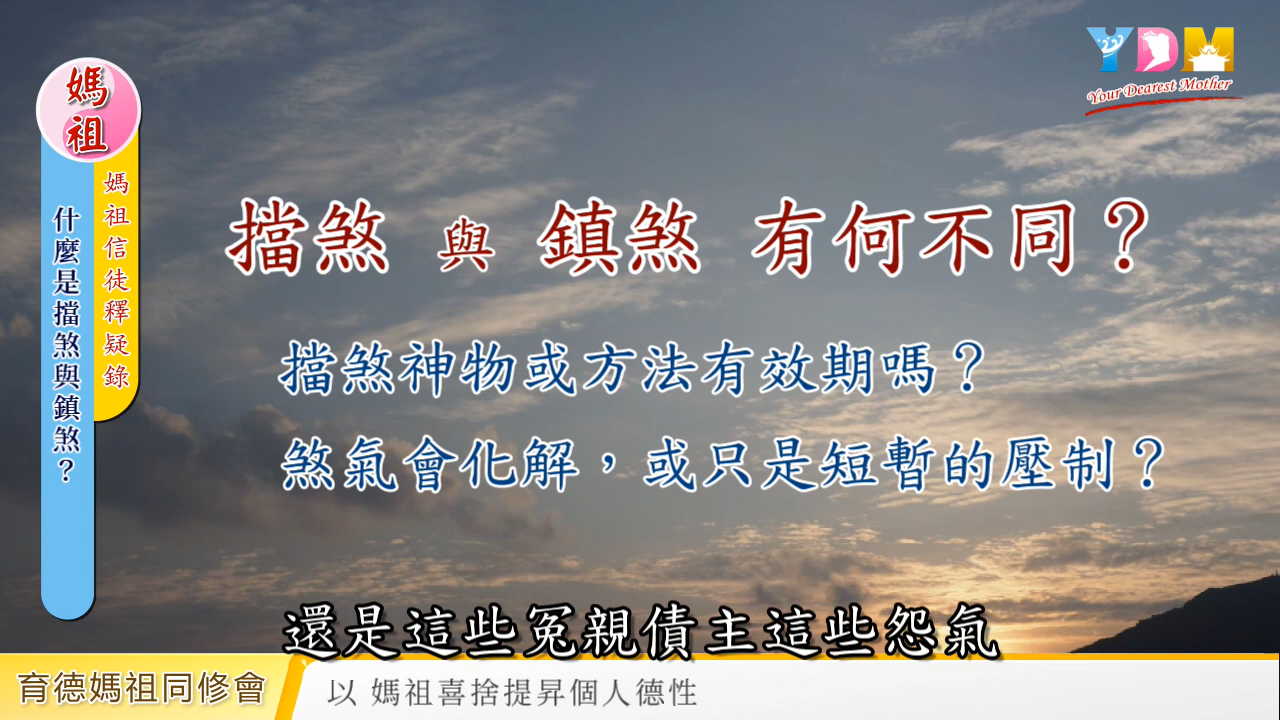 YDM
Your Dearest Mother
媽祖
媽祖信徒釋疑錄
什麼是擋煞與鎮煞？
擋煞 與 鎮煞 有何不同？
擋煞神物或方法有效期嗎？
煞氣會化解，或只是短暫的壓制？
還是這些冤親債主這些怨氣
育德媽祖同修會
以 媽祖喜捨提昇個人德性